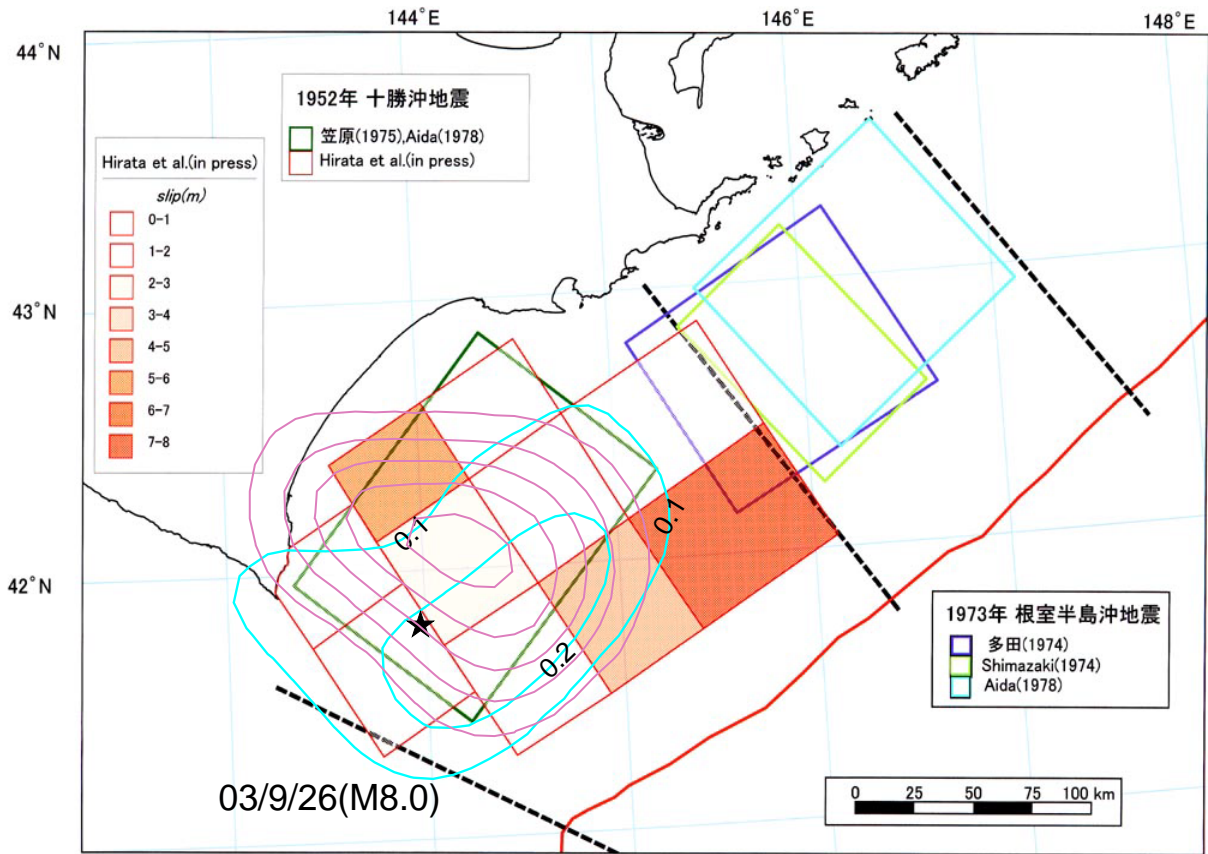 144°E
146°E
148°E
44°N
43°N
42°N
1952年 十勝沖地震
笠原(1975),Aida(1978)
Hirata et al.(in press)
Hirata et al.(in press)
slip(m)
0-1
1-2
2-3
3-4
4-5
5-6
6-7
7-8
0.1
0.1
0.2
03/9/26(M8.0)
1973年 根室半島沖地震
多田(1974)
Shimazaki(1974)
Aida(1978)
0 25 50 75 100 km